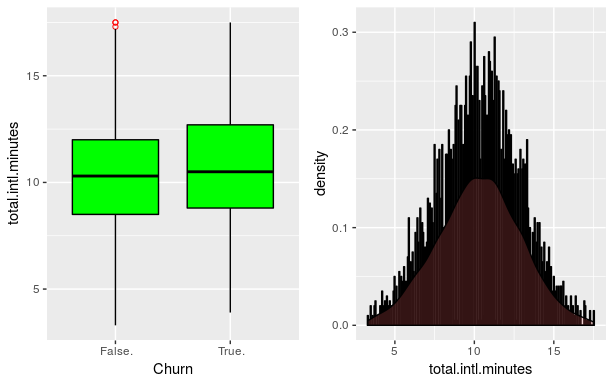 total.intl.minutes
15
10
5
False.
True.
Churn
density
0.3
0.2
0.1
0.0
5
10
15
total.intl.minutes